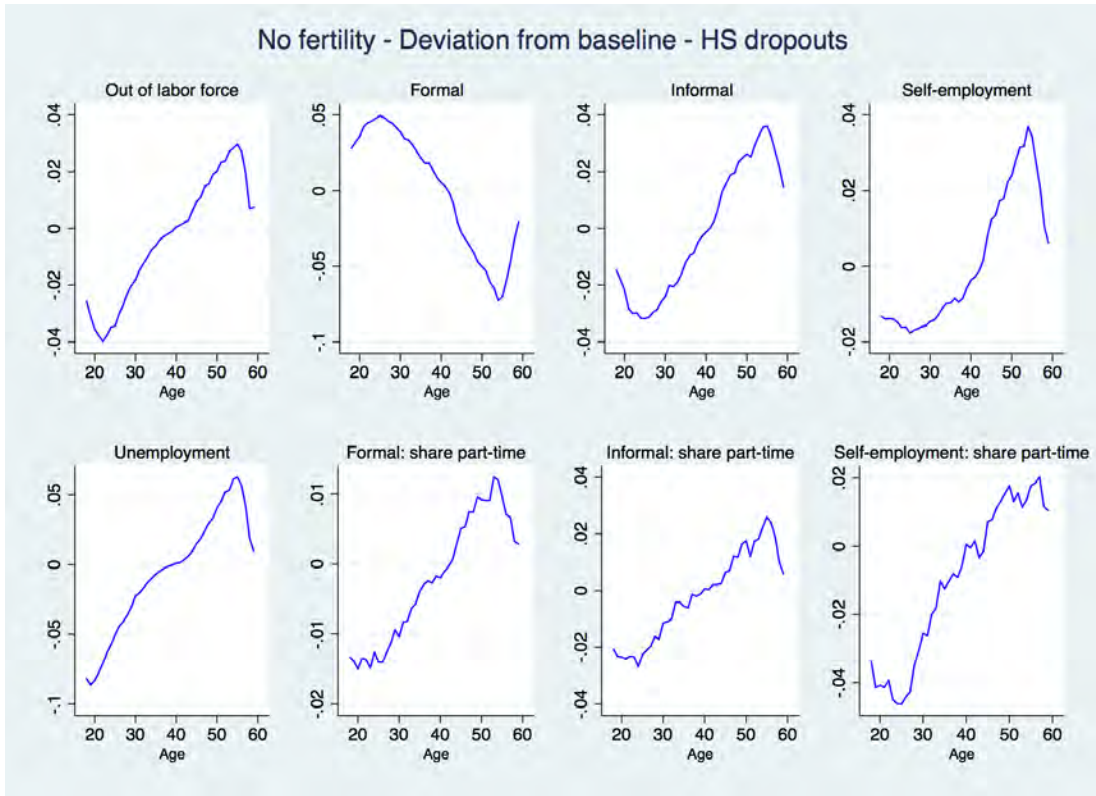 No fertility - Deviation from baseline - HS dropouts
Out of labor force
.04
.02
0
-.02
-.04
20 30 40 50 60
Age
Formal
.05
0
-.05
-.1
20 30 40 50 60
Age
Informal
.04
.02
0
-.02
-.04
20 30 40 50 60
Age
Self-employment
.04
.02
0
-.02
20 30 40 50 60
Age
Unemployment
.05
0
-.05
-.1
20 30 40 50 60
Age
Formal: share part-time
.01
0
-.01
-.02
20 30 40 50 60
Age
Informal: share part-time
.04
.02
0
-.02
-.04
20 30 40 50 60
Age
Self-employment: share part-time
.02
0
-.02
-.04
20 30 40 50 60
Age